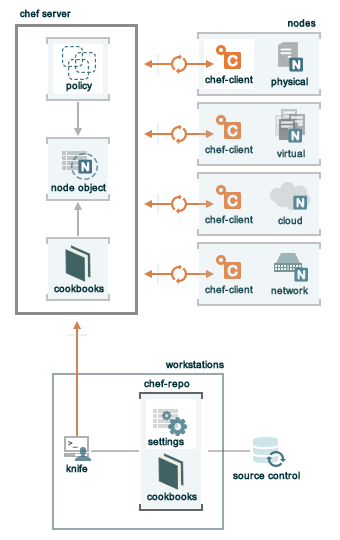 chef server
nodes
policy
chef-client
physical
N
C
node object
N
chef-client
virtual
N
C
chef-client
cloud
N
C
cookbooks
chef-client
network
N
C
workstations
chef-repo
>_
settings
knife
cookbooks
source control